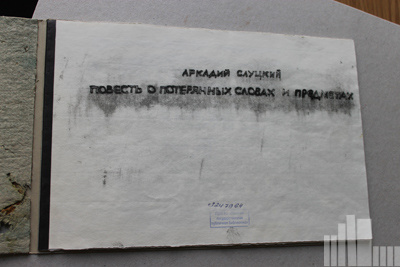 АРКАДИЙ СЛУЦКИЙ
ПОВЕСТЬ О ПОТЕРЯННЫХ СЛОВАХ И ПРЕДМЕТАХ